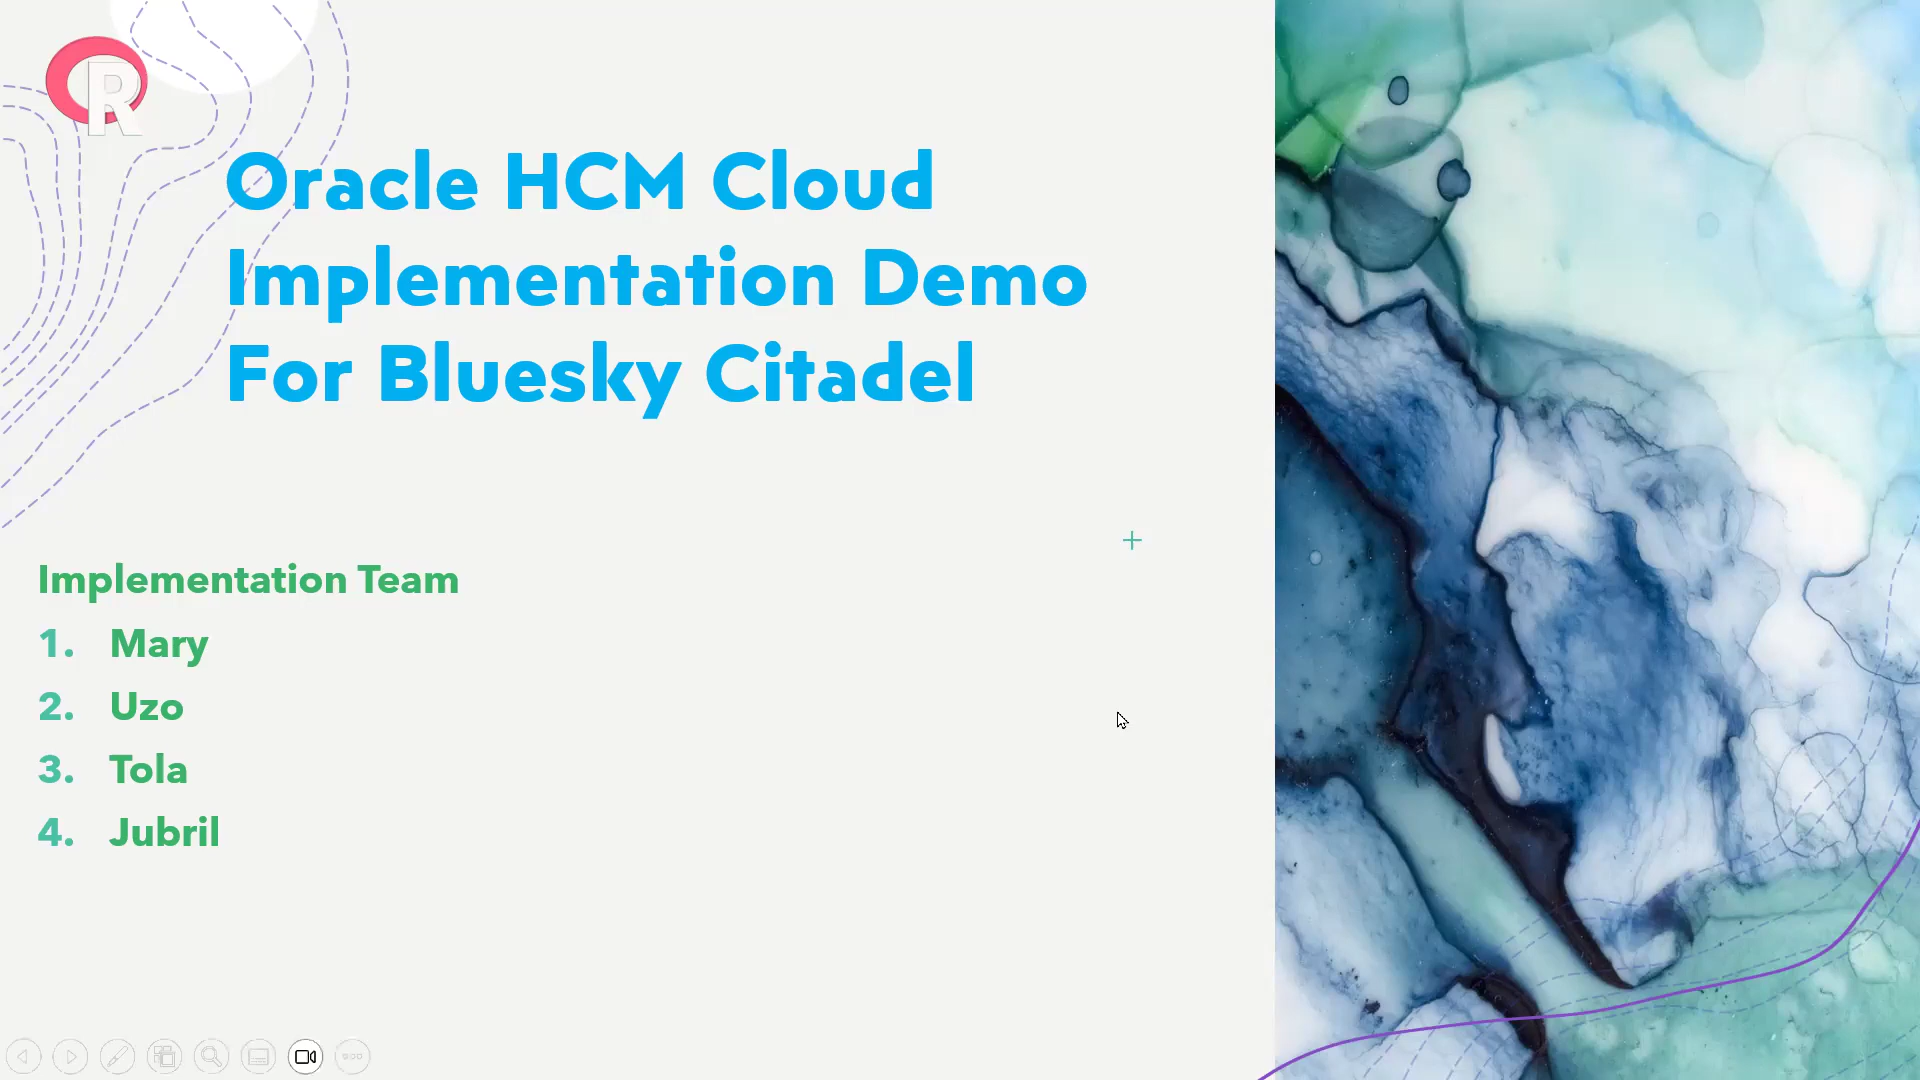 R
Oracle HCM Cloud
Implementation Demo
For Bluesky Citadel
Implementation Team
1. Mary
2. Uzo
3. Tola
4. Jubril